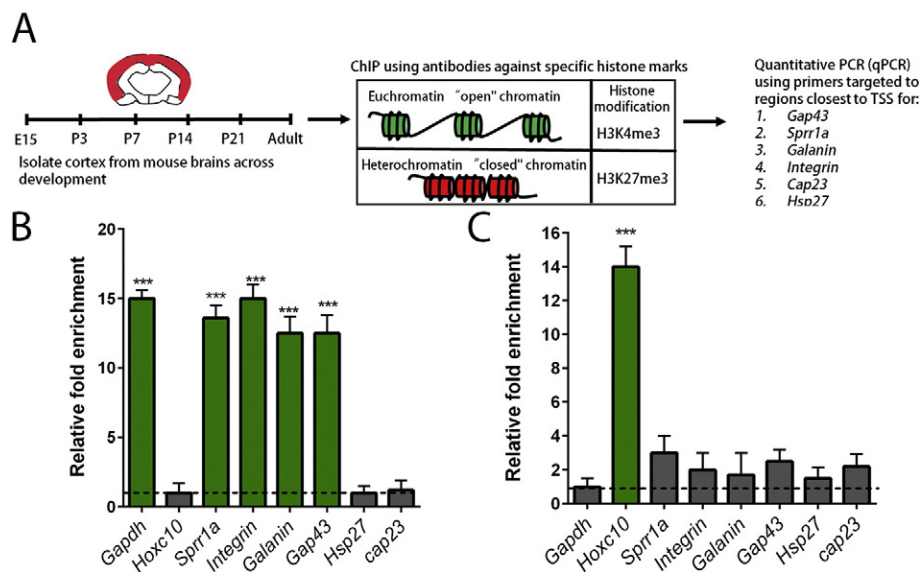 A
E15 P3 P7 P14 P21 Adult
Isolate cortex from mouse brains across
development
ChIP using antibodies against specific histone marks
Euchromatin "open" chromatin
Histone
modification
H3K4me3
Heterochromatin "closed" chromatin
H3K27me3
Quantitative PCR (qPCR)
using primers targeted to
regions closest to TSS for:
1. Gap43
2. Sprr1a
3. Galanin
4. Integrin
5. Cap23
6. Hsp27
B
Relative fold enrichment
20
15
10
5
0
*** *** *** *** ***
Gapdh Hoxc10 Sprr1a Integrin Galanin Gap43 Hsp27 cap23
C
Relative fold enrichment
16
14
12
10
8
6
4
2
0
***
Gapdh Hoxc10 Sprr1a Integrin Galanin Gap43 Hsp27 cap23